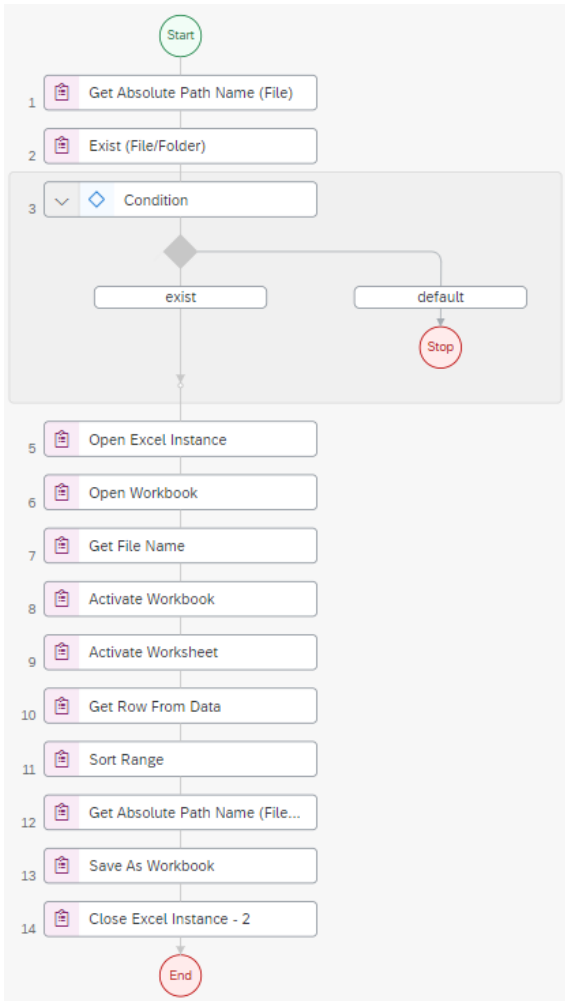 Start
1 Get Absolute Path Name (File)
2 Exist (File/Folder)
3 Condition
exist default
Stop
5 Open Excel Instance
6 Open Workbook
7 Get File Name
8 Activate Workbook
9 Activate Worksheet
10 Get Row From Data
11 Sort Range
12 Get Absolute Path Name (File...
13 Save As Workbook
14 Close Excel Instance - 2
End